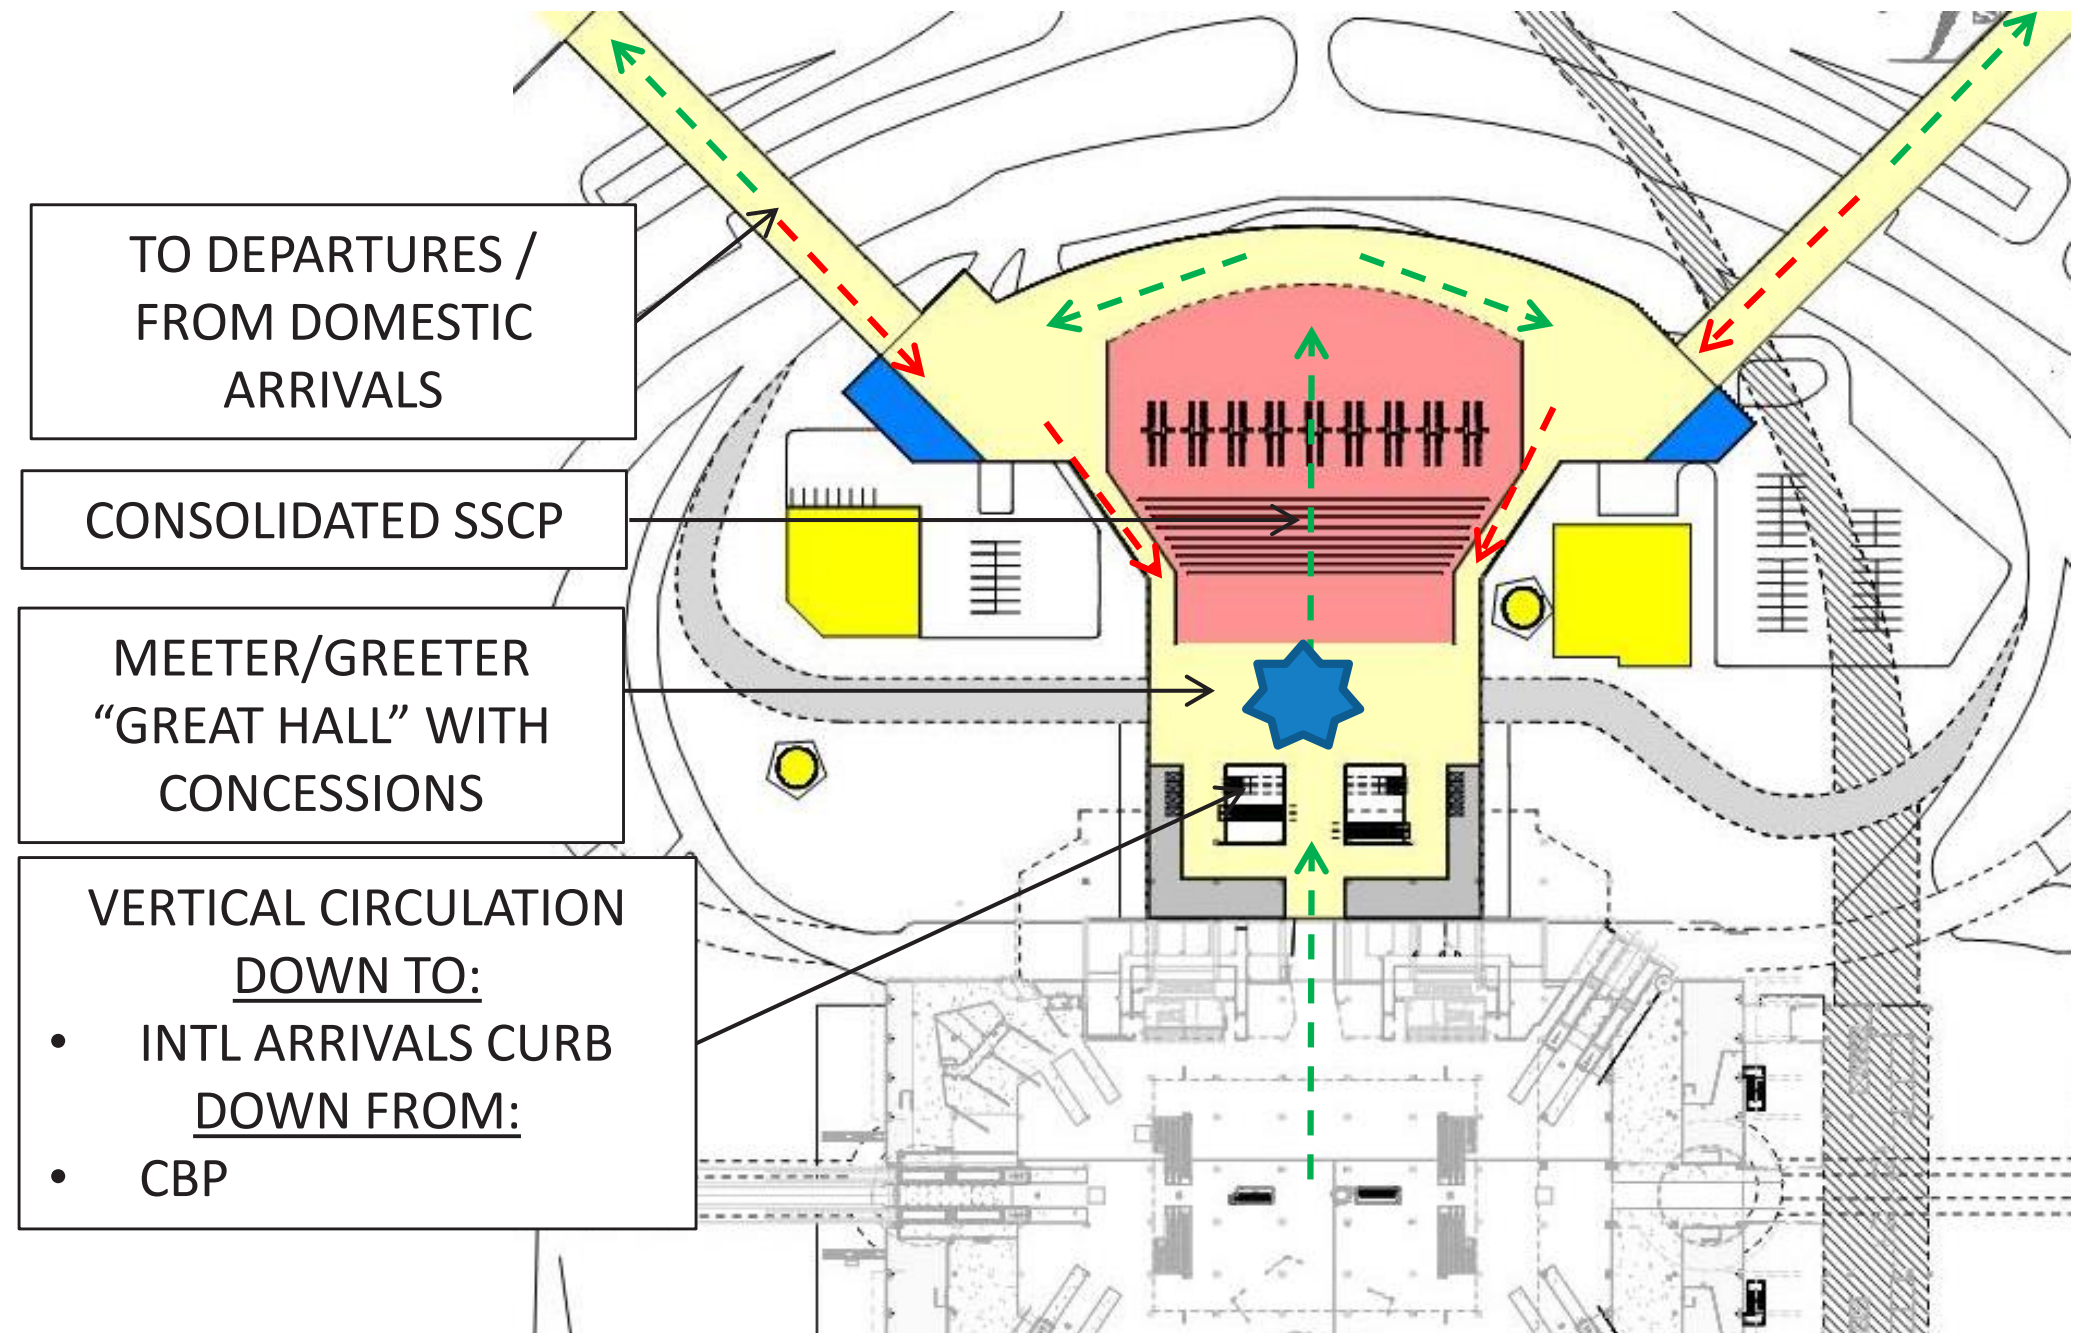 TO DEPARTURES /
FROM DOMESTIC
ARRIVALS
CONSOLIDATED SSCP
MEETER/GREETER
“GREAT HALL” WITH
CONCESSIONS
VERTICAL CIRCULATION
DOWN TO:
• INTL ARRIVALS CURB
DOWN FROM:
• CBP